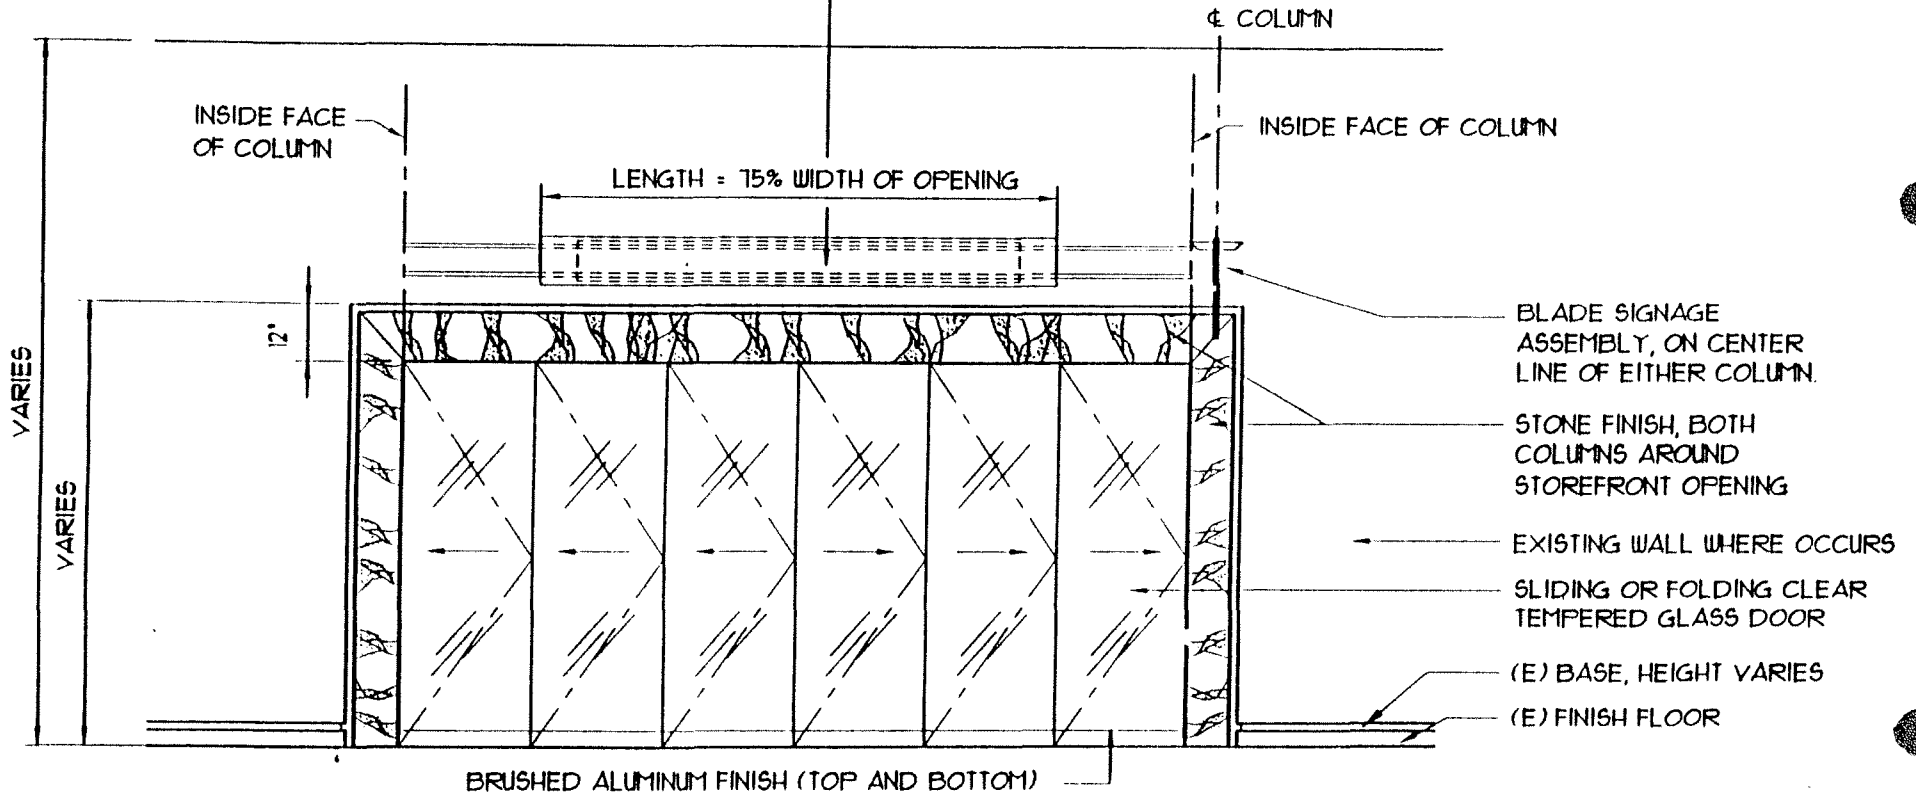 ℄ COLUMN
INSIDE FACE
OF COLUMN
INSIDE FACE OF COLUMN
LENGTH = 75% WIDTH OF OPENING
12"
VARIES
VARIES
BLADE SIGNAGE
ASSEMBLY, ON CENTER
LINE OF EITHER COLUMN.
STONE FINISH, BOTH
COLUMNS AROUND
STOREFRONT OPENING
EXISTING WALL WHERE OCCURS
SLIDING OR FOLDING CLEAR
TEMPERED GLASS DOOR
(E) BASE, HEIGHT VARIES
(E) FINISH FLOOR
BRUSHED ALUMINUM FINISH (TOP AND BOTTOM)